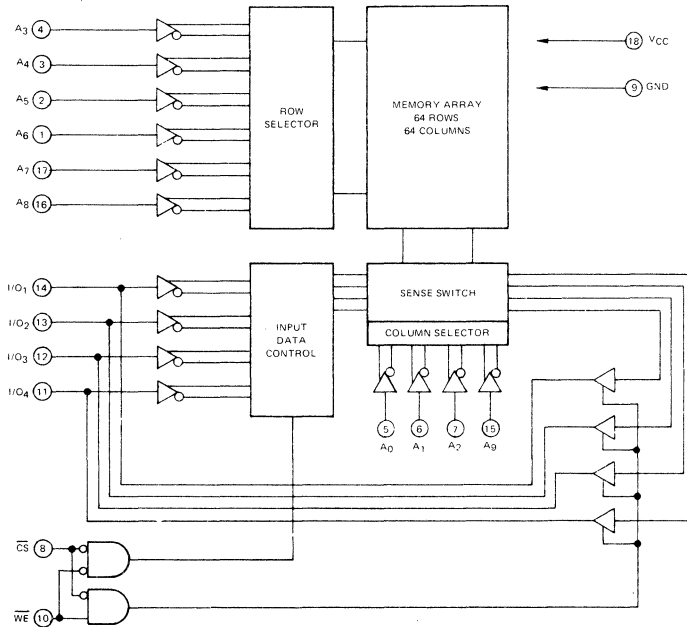 A3 4
A4 3
A5 2
A6 1
A7 17
A8 16
ROW
SELECTOR
MEMORY ARRAY
64 ROWS
64 COLUMNS
18 VCC
9 GND
I/O1 14
I/O2 13
I/O3 12
I/O4 11
INPUT
DATA
CONTROL
SENSE SWITCH
COLUMN SELECTOR
5 6 7 15
A0 A1 A2 A9
CS 8
WE 10